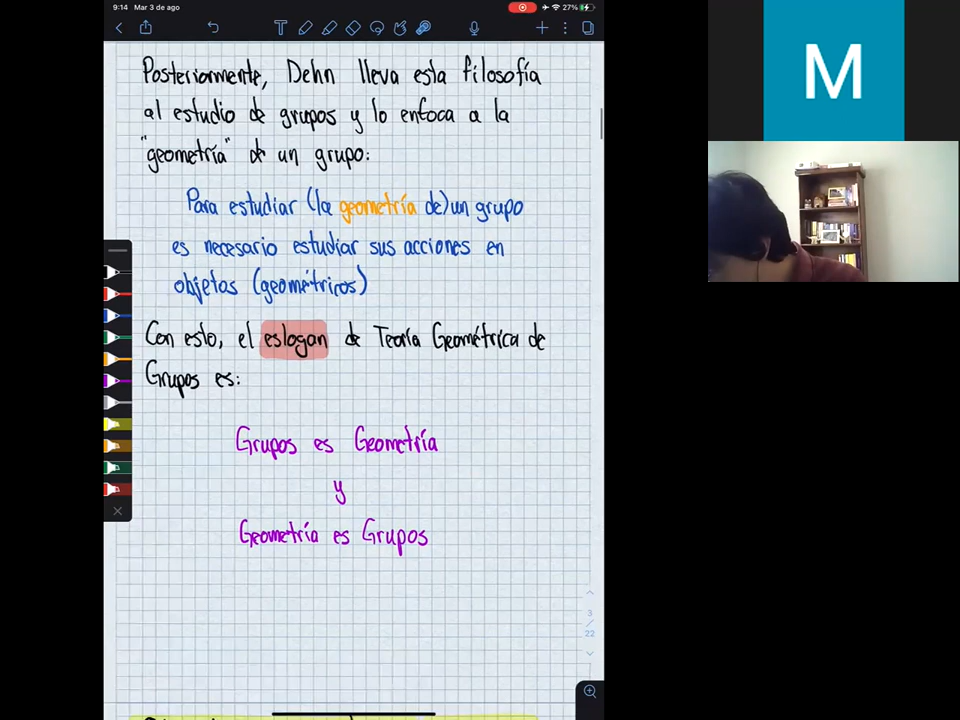 9:14 Mar 3 de ago
27%
Posteriormente, Dehn lleva esta filosofía
al estudio de grupos y lo enfoca a la
"geometría" de un grupo:
Para estudiar (la geometría de) un grupo
es necesario estudiar sus acciones en
objetos (geométricos)
Con esto, el eslogan de Teoría Geométrica de
Grupos es:
Grupos es Geometría
y
Geometría es Grupos
3
/
22
M